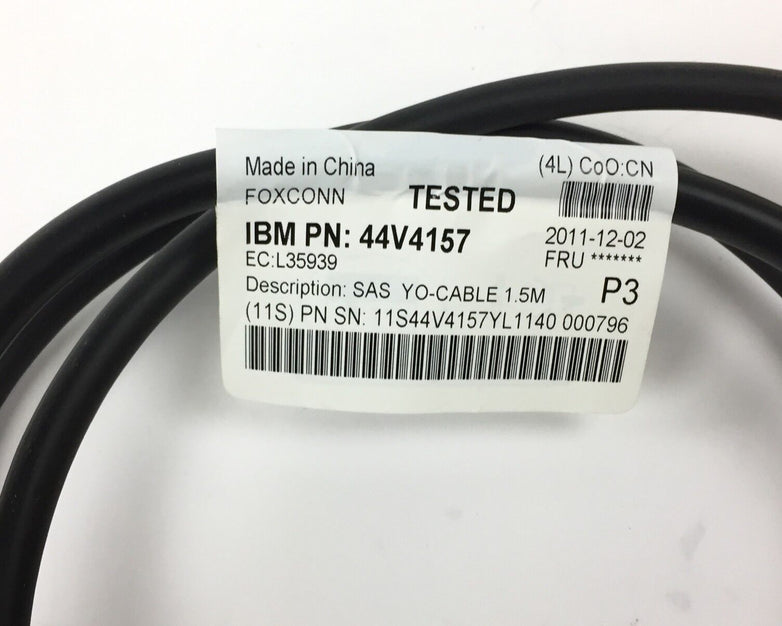 Made in China
(4L) CoO:CN
FOXCONN
TESTED
IBM PN: 44V4157
2011-12-02
EC:L35939
FRU *******
Description: SAS YO-CABLE 1.5M
P3
(11S) PN SN: 11S44V4157YL1140 000796